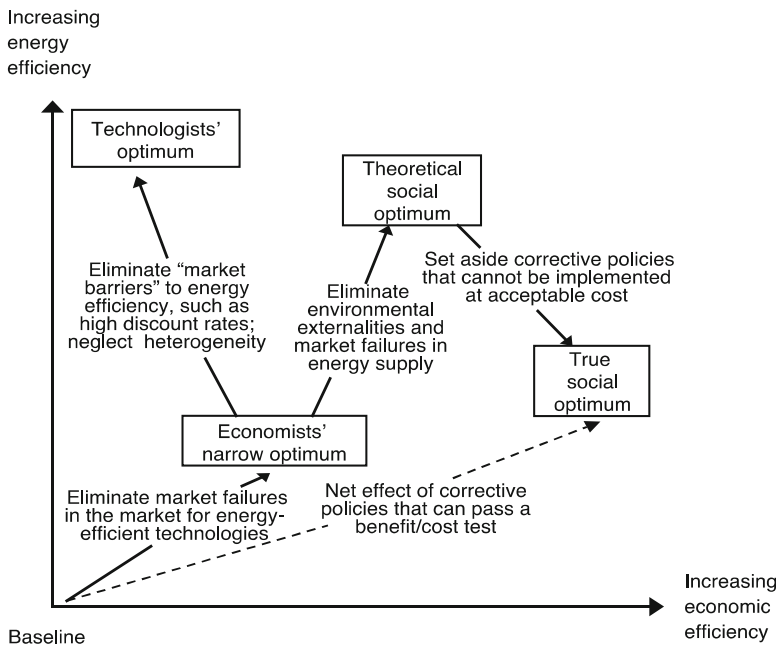 Increasing
energy
efficiency
Technologists’
optimum
Theoretical
social
optimum
Eliminate “market
barriers” to energy
efficiency, such as
high discount rates;
neglect heterogeneity
Eliminate
environmental
externalities and
market failures in
energy supply
Set aside corrective policies
that cannot be implemented
at acceptable cost
True
social
optimum
Economists’
narrow optimum
Eliminate market failures
in the market for energy-
efficient technologies
Net effect of corrective
policies that can pass a
benefit/cost test
Increasing
economic
efficiency
Baseline